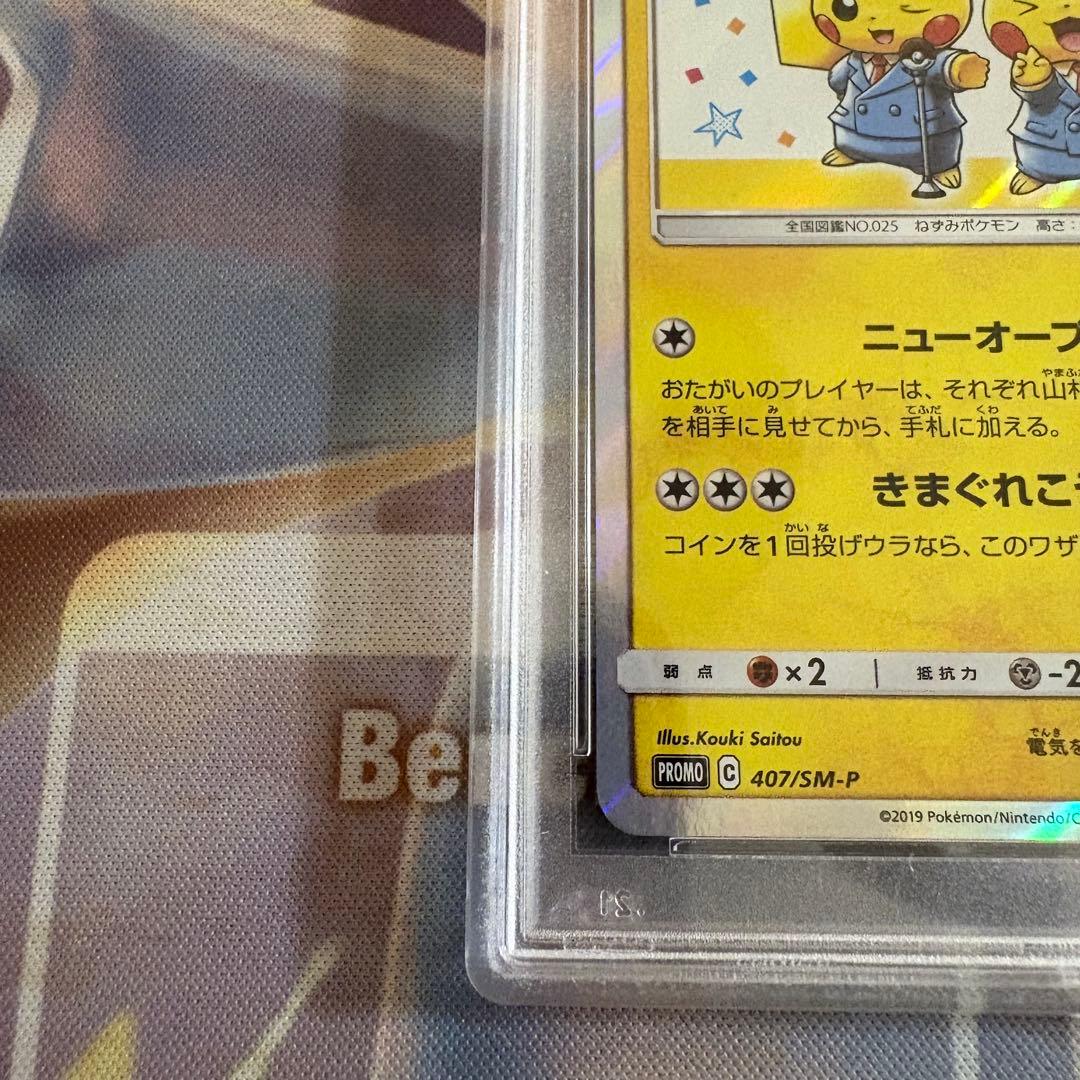 全国図鑑NO.025 ねずみポケモン 高さ:
ニューオープ
おたがいのプレイヤーは、それぞれ山札
を相手に見せてから、手札に加える。
きまぐれこ
コインを1回投げウラなら、このワザ
弱点 ×2 抵抗力 -2
Illus.Kouki Saitou
電気を
PROMO C 407/SM-P
©2019 Pokémon/Nintendo/C
Be